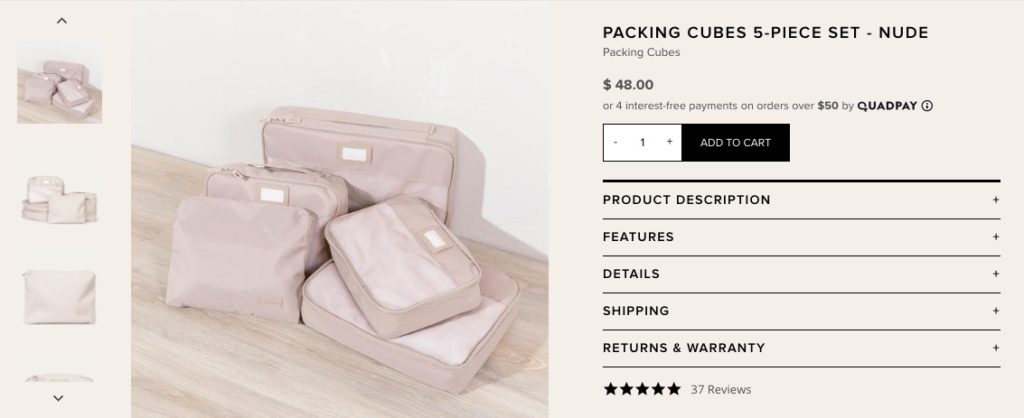 PACKING CUBES 5-PIECE SET - NUDE
Packing Cubes
$ 48.00
or 4 interest-free payments on orders over $50 by QUADPAY
- 1 + ADD TO CART
PRODUCT DESCRIPTION +
FEATURES +
DETAILS +
SHIPPING +
RETURNS & WARRANTY +
37 Reviews